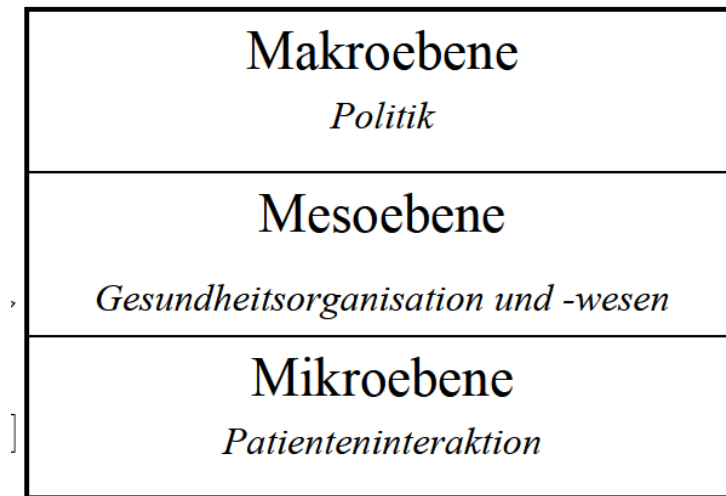 Makroebene
Politik
Mesoebene
Gesundheitsorganisation und -wesen
Mikroebene
Patienteninteraktion